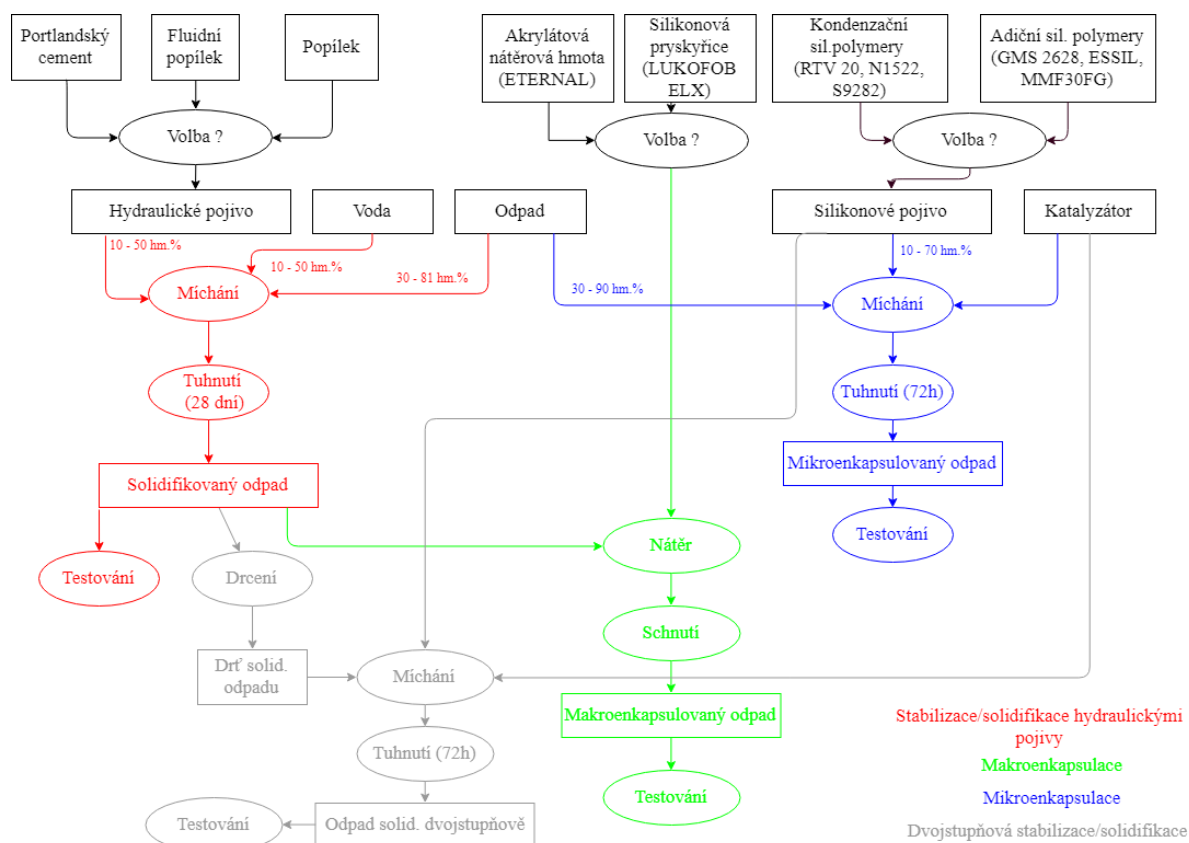 Portlandský
cement
Fluidní
popílek
Popílek
Akrylátová
nátěrová hmota
(ETERNAL)
Silikonová
pryskyřice
(LUKOFOB
ELX)
Kondenzační
sil.polymery
(RTV 20, N1522,
S9282)
Adiční sil. polymery
(GMS 2628, ESSIL,
MMF30FG)
Volba ?
Volba ?
Volba ?
Hydraulické pojivo
Voda
Odpad
Silikonové pojivo
Katalyzátor
10 - 50 hm.%
10 - 50 hm.%
30 - 81 hm.%
30 - 90 hm.%
10 - 70 hm.%
Míchání
Míchání
Tuhnutí
(28 dní)
Tuhnutí (72h)
Solidifikovaný odpad
Mikroenkapsulovaný odpad
Testování
Drcení
Nátěr
Testování
Schnutí
Drť solid.
odpadu
Míchání
Makroenkapsulovaný odpad
Tuhnutí (72h)
Testování
Testování
Odpad solid. dvojstupňově
Stabilizace/solidifikace hydraulickými
pojivy
Makroenkapsulace
Mikroenkapsulace
Dvojstupňová stabilizace/solidifikace